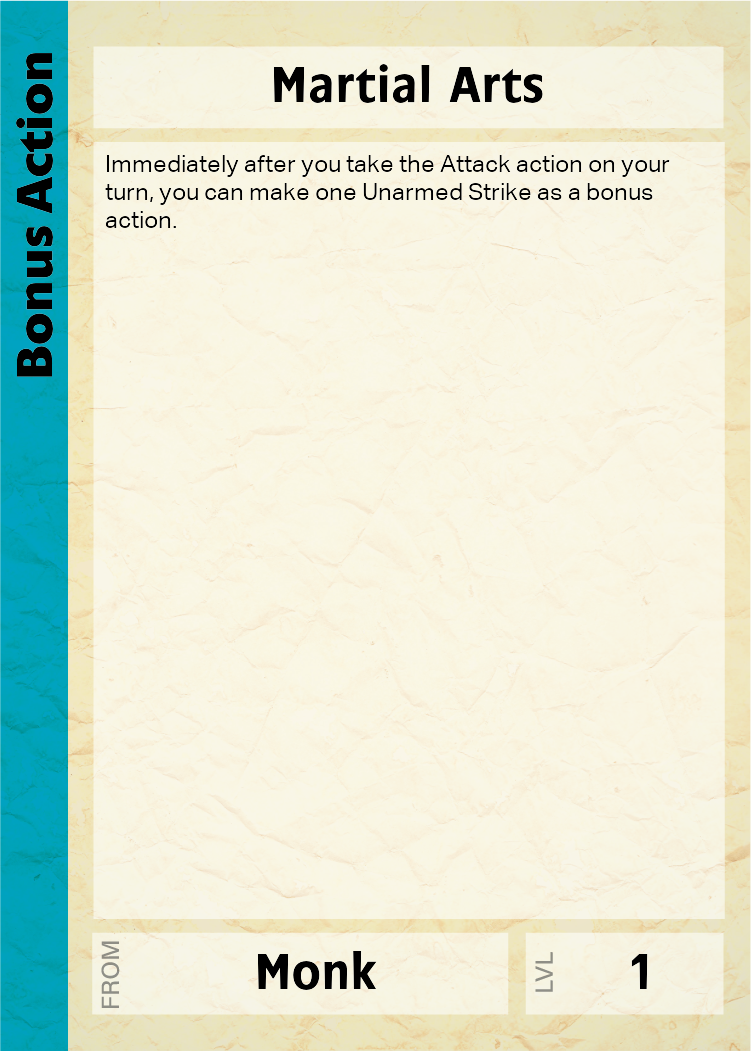 Bonus Action
Martial Arts
Immediately after you take the Attack action on your
turn, you can make one Unarmed Strike as a bonus
action.
FROM
Monk
LVL
1